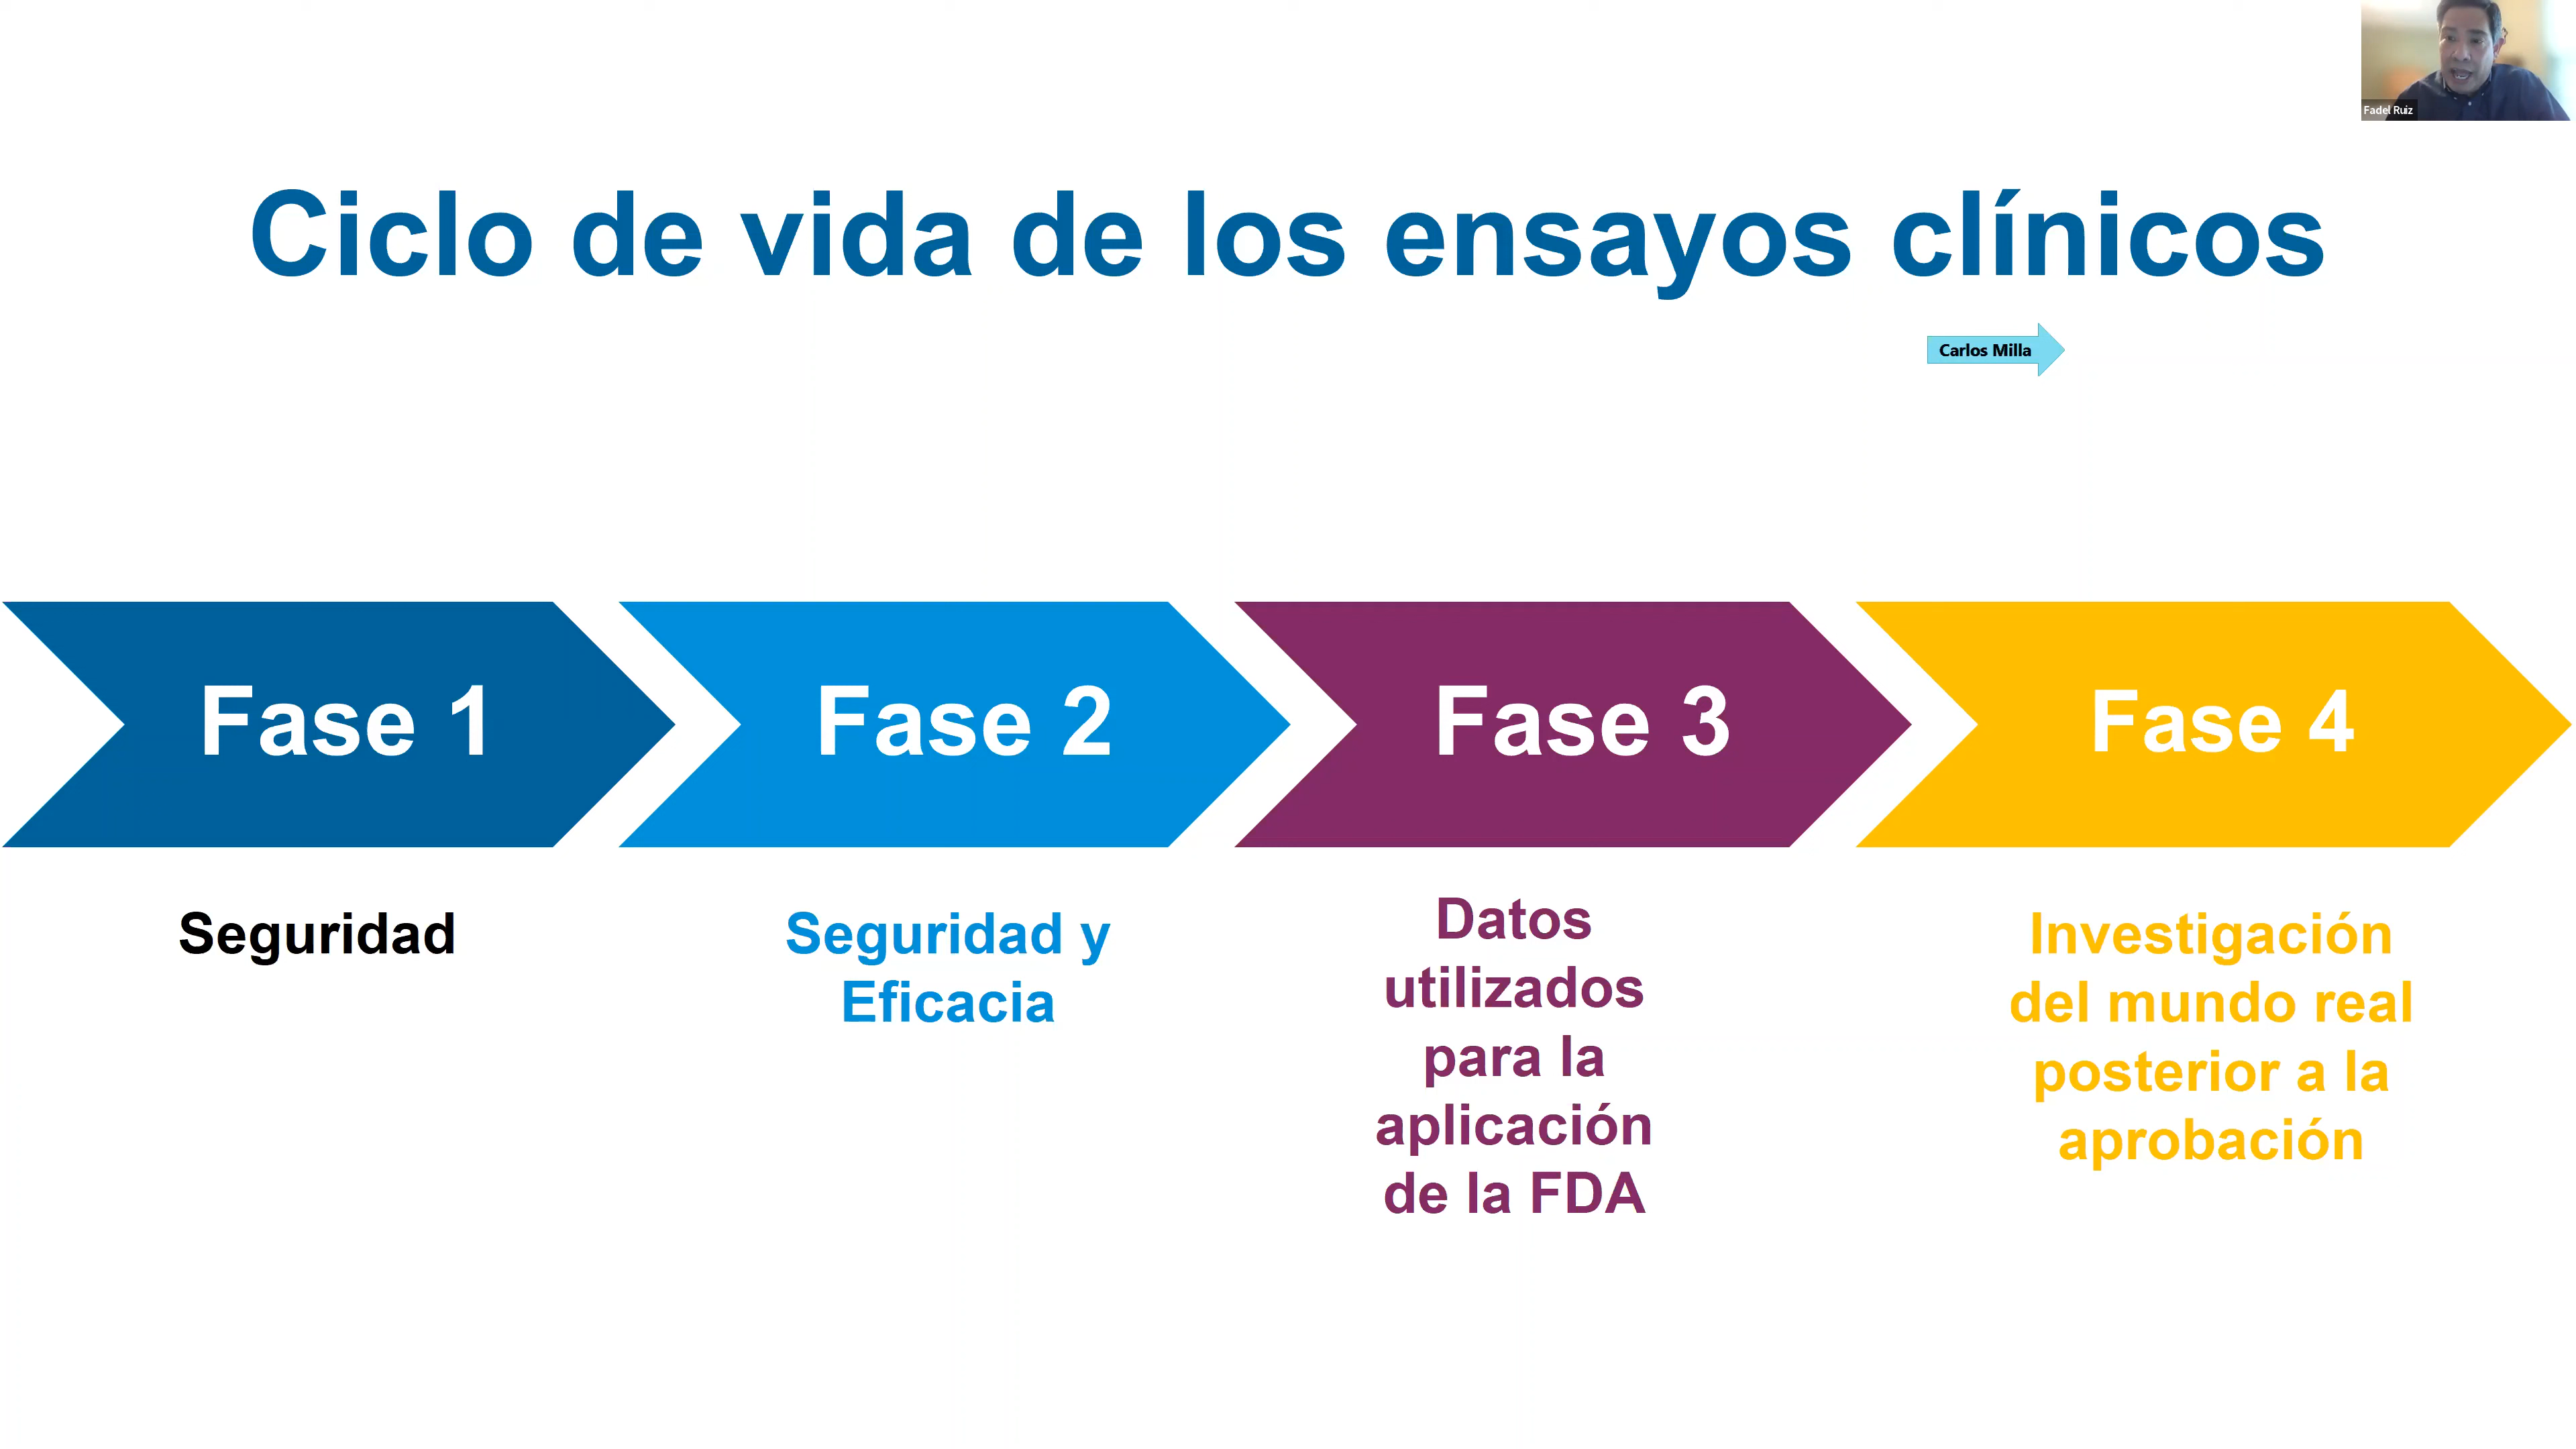 Fadel Ruiz
Ciclo de vida de los ensayos clínicos
Carlos Milla
Fase 1
Fase 2
Fase 3
Fase 4
Seguridad
Seguridad y
Eficacia
Datos
utilizados
para la
aplicación
de la FDA
Investigación
del mundo real
posterior a la
aprobación